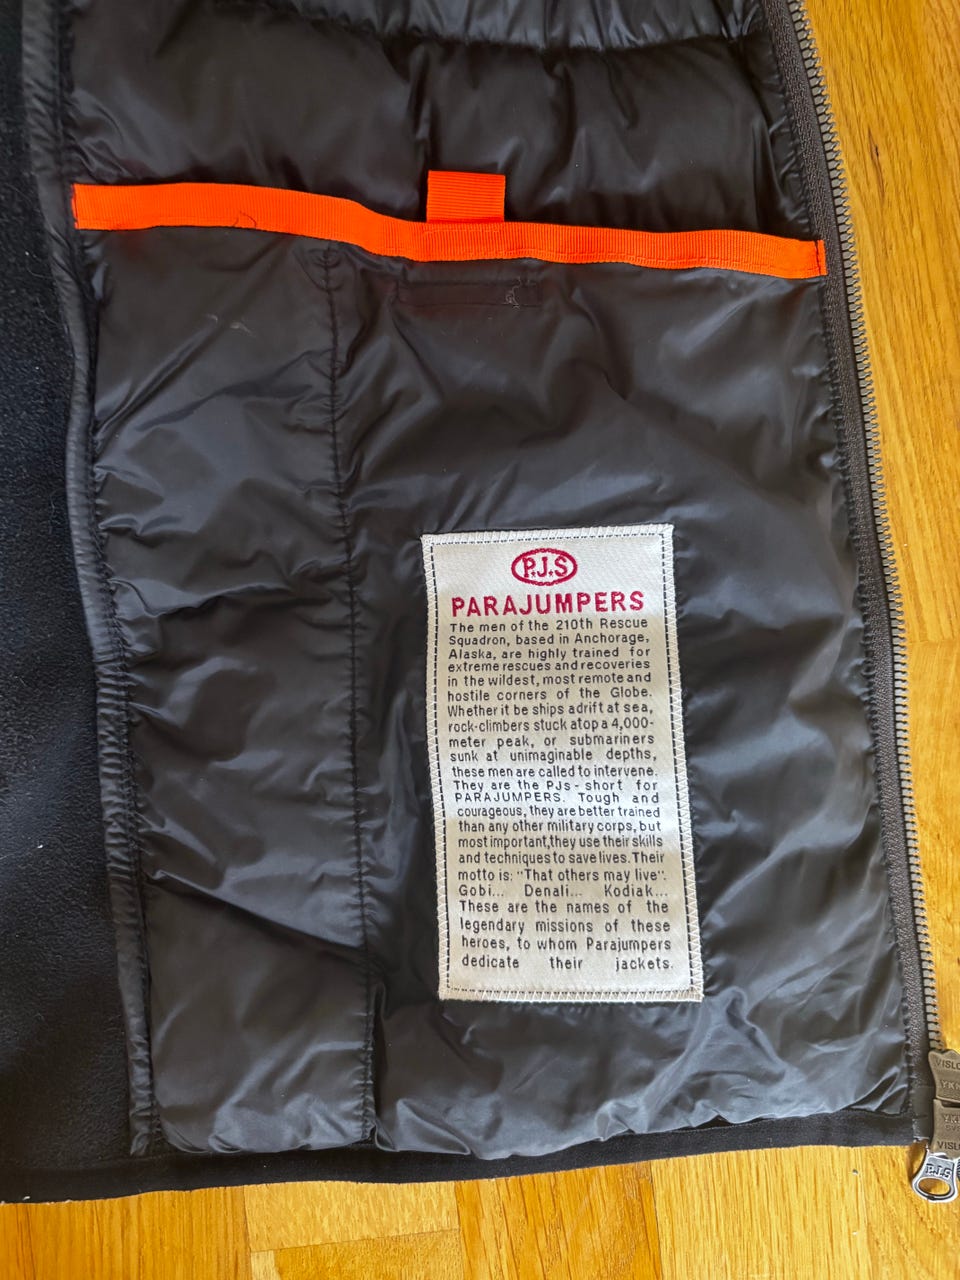 P.J.S
PARAJUMPERS
The men of the 210th Rescue
Squadron, based in Anchorage,
Alaska, are highly trained for
extreme rescues and recoveries
in the wildest, most remote and
hostile corners of the Globe.
Whether it be ships adrift at sea,
rock-climbers stuck atop a 4,000-
meter peak, or submariners
sunk at unimaginable depths,
these men are called to intervene.
They are the PJs - short for
PARAJUMPERS. Tough and
courageous, they are better trained
than any other military corps, but
most important,they use their skills
and techniques to save lives. Their
motto is: "That others may live".
Gobi... Denali... Kodiak...
These are the names of the
legendary missions of these
heroes, to whom Parajumpers
dedicate their jackets.
P.J.S